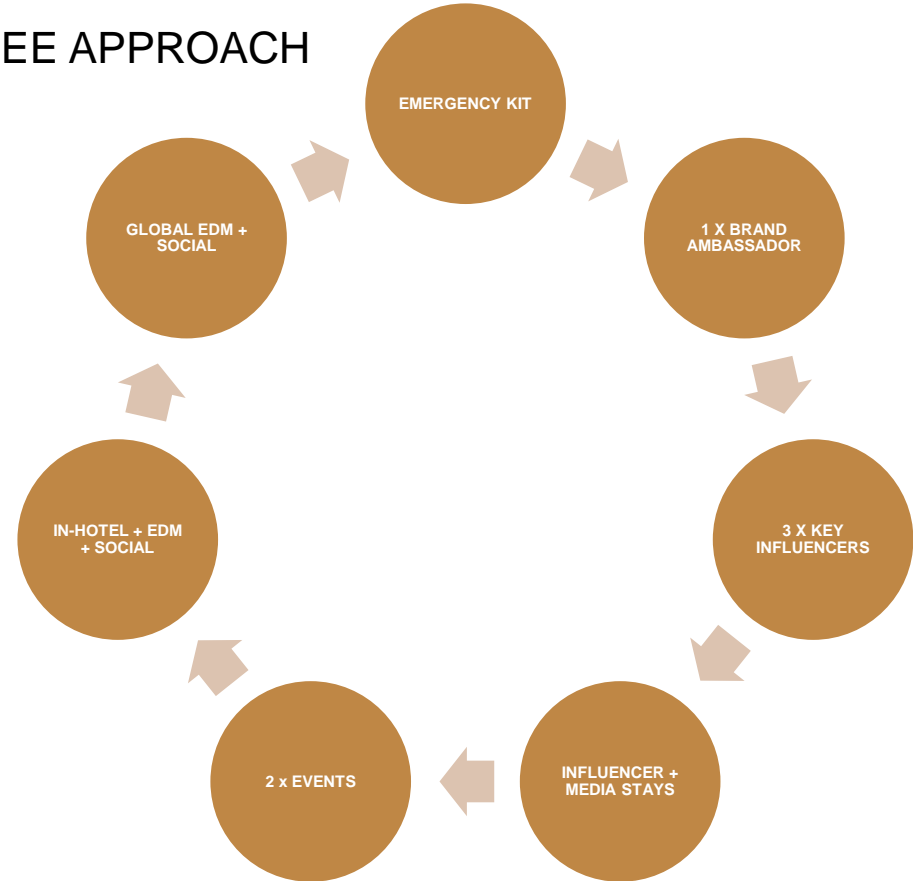 EE APPROACH
EMERGENCY KIT
1 X BRAND
AMBASSADOR
3 X KEY
INFLUENCERS
INFLUENCER +
MEDIA STAYS
2 x EVENTS
IN-HOTEL + EDM
+ SOCIAL
GLOBAL EDM +
SOCIAL